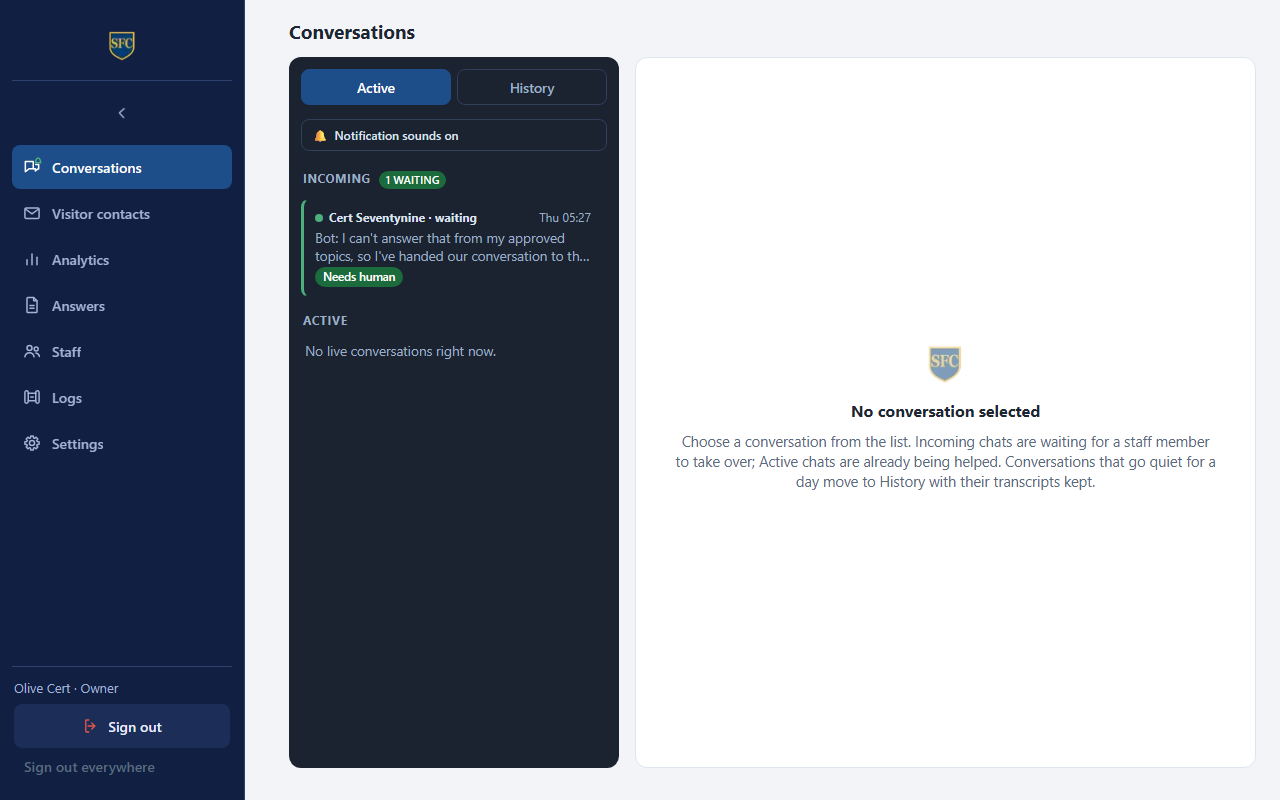 SFC
Conversations
Visitor contacts
Analytics
Answers
Staff
Logs
Settings
Olive Cert · Owner
Sign out
Sign out everywhere
Conversations
Active
History
Notification sounds on
INCOMING
1 WAITING
Cert Seventynine · waiting
Thu 05:27
Bot: I can't answer that from my approved
topics, so I've handed our conversation to th...
Needs human
ACTIVE
No live conversations right now.
SFC
No conversation selected
Choose a conversation from the list. Incoming chats are waiting for a staff member
to take over; Active chats are already being helped. Conversations that go quiet for a
day move to History with their transcripts kept.